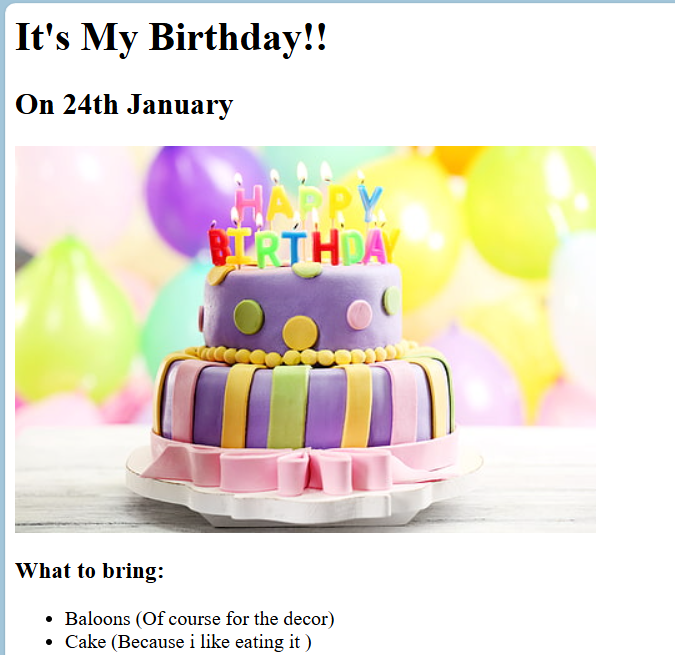 It's My Birthday!!
On 24th January
HAPPY
BIRTHDAY
What to bring:
Baloons (Of course for the decor)
Cake (Because i like eating it )